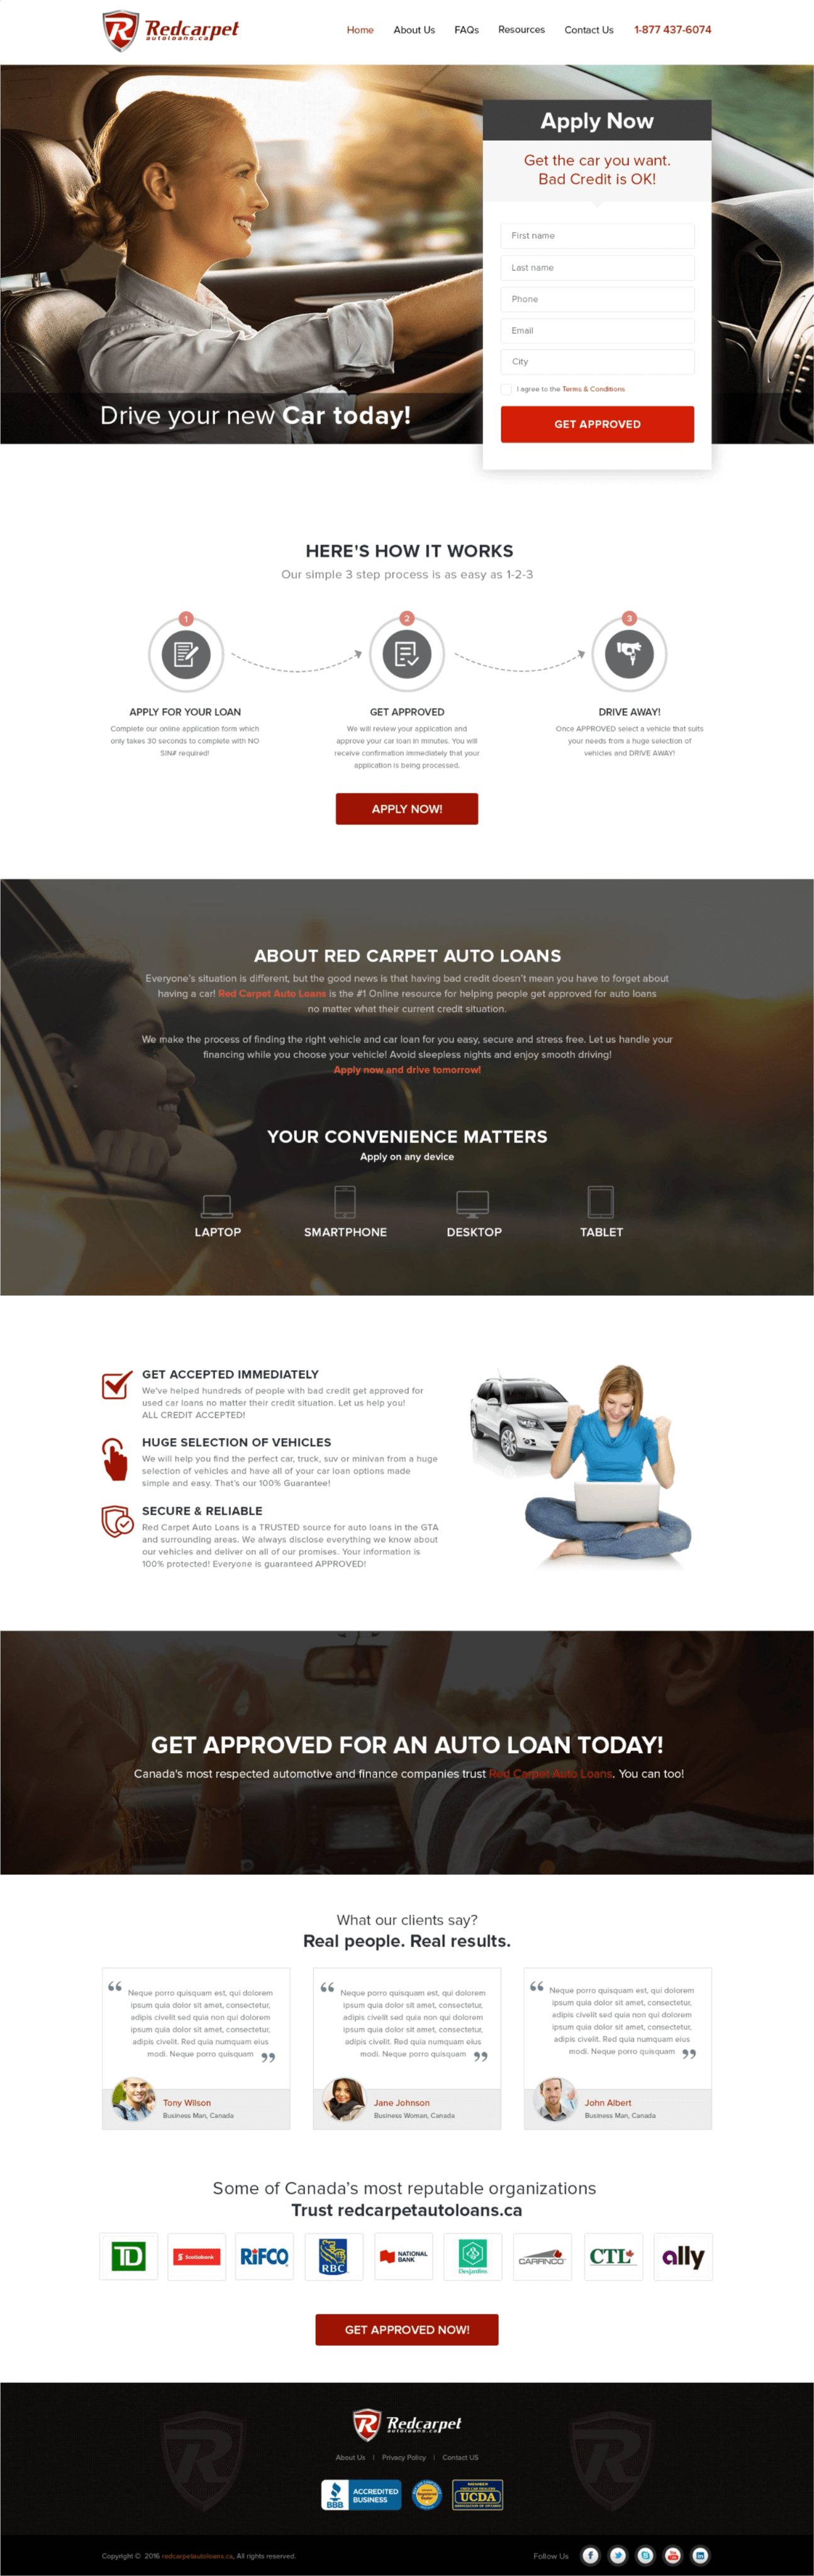 Redcarpet
autoloans.ca
Home About Us FAQs Resources Contact Us 1-877 437-6074
Apply Now
Get the car you want.
Bad Credit is OK!
First name
Last name
Phone
Email
City
I agree to the Terms & Conditions
GET APPROVED
Drive your new Car today!
HERE'S HOW IT WORKS
Our simple 3 step process is as easy as 1-2-3
1
APPLY FOR YOUR LOAN
Complete our online application form which
only takes 30 seconds to complete with NO
SIN# required!
2
GET APPROVED
We will review your application and
approve your car loan in minutes. You will
receive confirmation immediately that your
application is being processed.
3
DRIVE AWAY!
Once APPROVED select a vehicle that suits
your needs from a huge selection of
vehicles and DRIVE AWAY!
APPLY NOW!
ABOUT RED CARPET AUTO LOANS
Everyone's situation is different, but the good news is that having bad credit doesn't mean you have to forget about
having a car! Red Carpet Auto Loans is the #1 Online resource for helping people get approved for auto loans
no matter what their current credit situation.
We make the process of finding the right vehicle and car loan for you easy, secure and stress free. Let us handle your
financing while you choose your vehicle! Avoid sleepless nights and enjoy smooth driving!
Apply now and drive tomorrow!
YOUR CONVENIENCE MATTERS
Apply on any device
LAPTOP SMARTPHONE DESKTOP TABLET
GET ACCEPTED IMMEDIATELY
We've helped hundreds of people with bad credit get approved for
used car loans no matter their credit situation. Let us help you!
ALL CREDIT ACCEPTED!
HUGE SELECTION OF VEHICLES
We will help you find the perfect car, truck, suv or minivan from a huge
selection of vehicles and have all of your car loan options made
simple and easy. That's our 100% Guarantee!
SECURE & RELIABLE
Red Carpet Auto Loans is a TRUSTED source for auto loans in the GTA
and surrounding areas. We always disclose everything we know about
our vehicles and deliver on all of our promises. Your information is
100% protected! Everyone is guaranteed APPROVED!
GET APPROVED FOR AN AUTO LOAN TODAY!
Canada's most respected automotive and finance companies trust Red Carpet Auto Loans. You can too!
What our clients say?
Real people. Real results.
“ Neque porro quisquam est, qui dolorem
ipsum quia dolor sit amet, consectetur,
adipis civelit sed quia non qui dolorem
ipsum quia dolor sit amet, consectetur,
adipis civelit. Red quia numquam eius
modi. Neque porro quisquam ”
Tony Wilson
Business Man, Canada
“ Neque porro quisquam est, qui dolorem
ipsum quia dolor sit amet, consectetur,
adipis civelit sed quia non qui dolorem
ipsum quia dolor sit amet, consectetur,
adipis civelit. Red quia numquam eius
modi. Neque porro quisquam ”
Jane Johnson
Business Woman, Canada
“ Neque porro quisquam est, qui dolorem
ipsum quia dolor sit amet, consectetur,
adipis civelit sed quia non qui dolorem
ipsum quia dolor sit amet, consectetur,
adipis civelit. Red quia numquam eius
modi. Neque porro quisquam ”
John Albert
Business Man, Canada
Some of Canada's most reputable organizations
Trust redcarpetautoloans.ca
TD
Scotiabank
RIFCO
RBC
NATIONAL
BANK
Desjardins
CARFINCO
CTL
ally
GET APPROVED NOW!
Redcarpet
autoloans.ca
About Us | Privacy Policy | Contact US
BBB
ACCREDITED
BUSINESS
MEMBER
UCDA
Copyright © 2016 redcarpetautoloans.ca, All rights reserved.
Follow Us